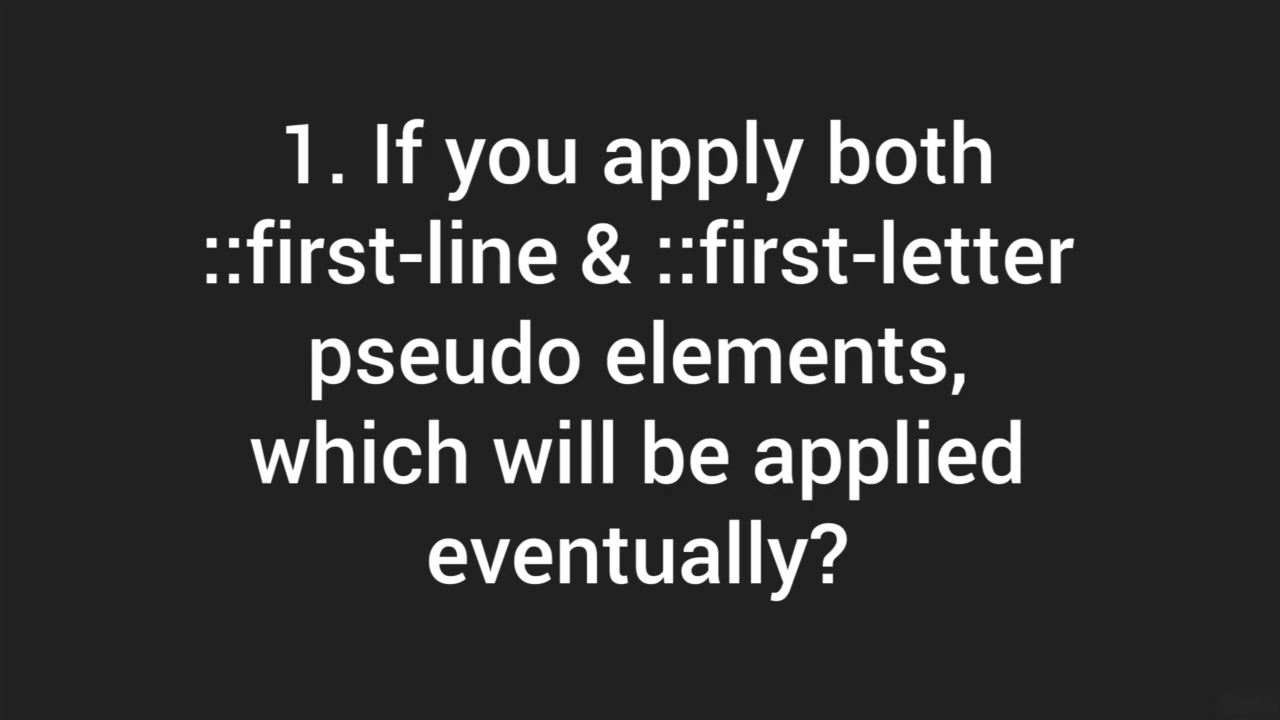 1. If you apply both
::first-line & ::first-letter
pseudo elements,
which will be applied
eventually?